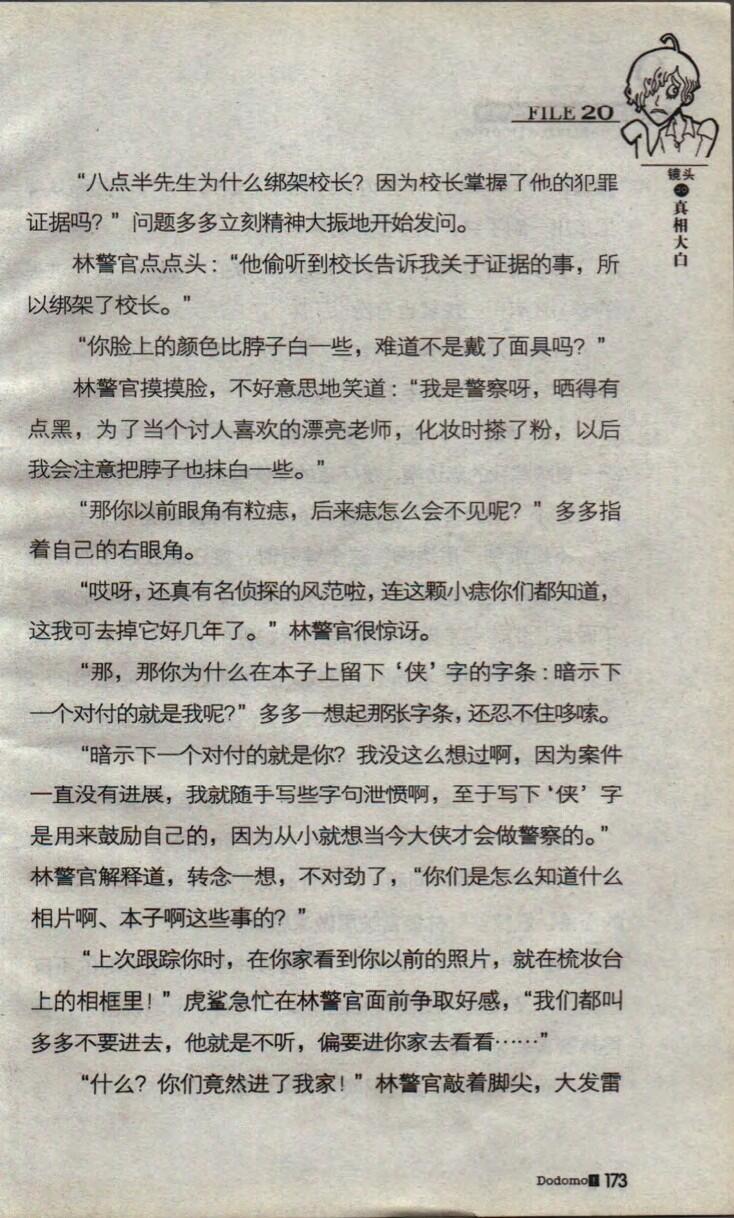 FILE 20
镜头
真相大白
“八点半先生为什么绑架校长？因为校长掌握了他的犯罪
证据吗？”问题多多立刻精神大振地开始发问。
林警官点点头：“他偷听到校长告诉我关于证据的事，所
以绑架了校长。”
“你脸上的颜色比脖子白一些，难道不是戴了面具吗？”
林警官摸摸脸，不好意思地笑道：“我是警察呀，晒得有
点黑，为了当个讨人喜欢的漂亮老师，化妆时搽了粉，以后
我会注意把脖子也抹白一些。”
“那你以前眼角有粒痣，后来痣怎么会不见呢？”多多指
着自己的右眼角。
“哎呀，还真有名侦探的风范啦，连这颗小痣你们都知道，
这我可去掉它好几年了。”林警官很惊讶。
“那，那你为什么在本子上留下‘侠’字的字条：暗示下
一个对付的就是我呢？”多多一想起那张字条，还忍不住哆嗦。
“暗示下一个对付的就是你？我没这么想过啊，因为案件
一直没有进展，我就随手写些字句泄愤啊，至于写下‘侠’字
是用来鼓励自己的，因为从小就想当今大侠才会做警察的。”
林警官解释道，转念一想，不对劲了，“你们是怎么知道什么
相片啊、本子啊这些事的？”
“上次跟踪你时，在你家看到你以前的照片，就在梳妆台
上的相框里！”虎鲨急忙在林警官面前争取好感，“我们都叫
多多不要进去，他就是不听，偏要进你家去看看……”
“什么？你们竟然进了我家！”林警官敲着脚尖，大发雷
Dodomo 173